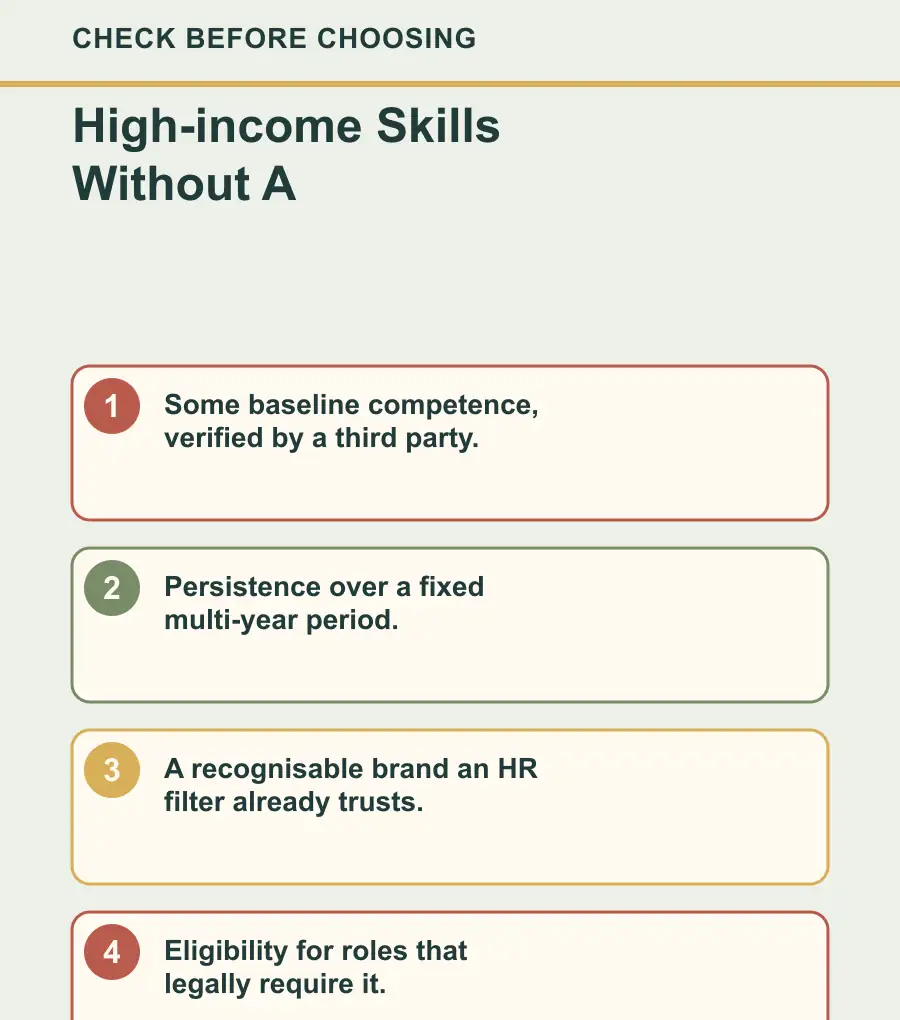 CHECK BEFORE CHOOSING
High-income Skills
Without A
1
Some baseline competence,
verified by a third party.
2
Persistence over a fixed
multi-year period.
3
A recognisable brand an HR
filter already trusts.
4
Eligibility for roles that
legally require it.